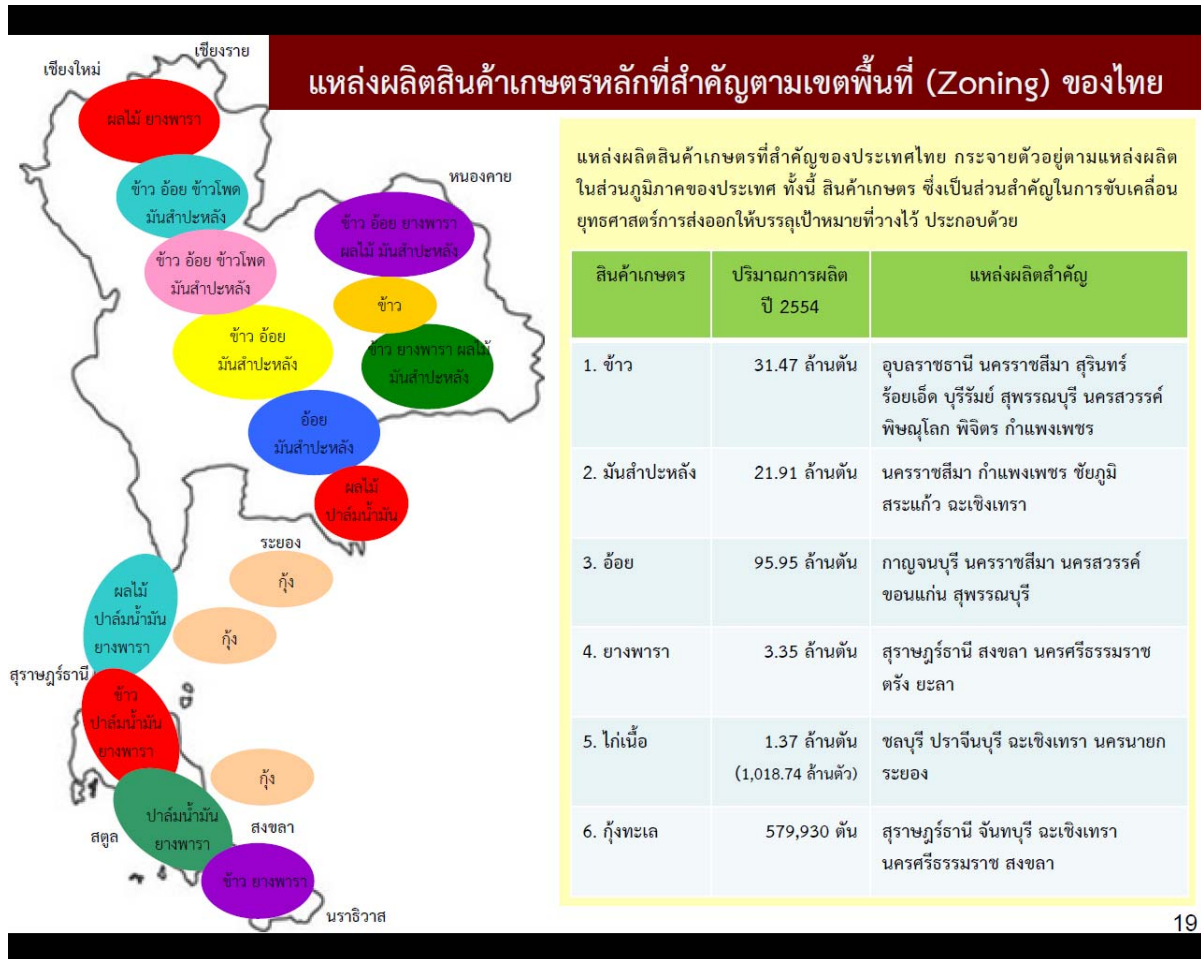 แหล่งผลิตสินค้าเกษตรหลักที่สำคัญตามเขตพื้นที่ (Zoning) ของไทย
เชียงราย
เชียงใหม่
ผลไม้ ยางพารา
ข้าว อ้อย ข้าวโพด
มันสำปะหลัง
หนองคาย
ข้าว อ้อย ยางพารา
ผลไม้ มันสำปะหลัง
ข้าว อ้อย ข้าวโพด
มันสำปะหลัง
ข้าว
ข้าว อ้อย
มันสำปะหลัง
ข้าว ยางพารา ผลไม้
มันสำปะหลัง
อ้อย
มันสำปะหลัง
ผลไม้
ปาล์มน้ำมัน
ระยอง
กุ้ง
ผลไม้
ปาล์มน้ำมัน
ยางพารา
กุ้ง
สุราษฎร์ธานี
ข้าว
ปาล์มน้ำมัน
ยางพารา
กุ้ง
ปาล์มน้ำมัน
ยางพารา
สงขลา
สตูล
ข้าว ยางพารา
นราธิวาส
แหล่งผลิตสินค้าเกษตรที่สำคัญของประเทศไทย กระจายตัวอยู่ตามแหล่งผลิต
ในส่วนภูมิภาคของประเทศ ทั้งนี้ สินค้าเกษตร ซึ่งเป็นส่วนสำคัญในการขับเคลื่อน
ยุทธศาสตร์การส่งออกให้บรรลุเป้าหมายที่วางไว้ ประกอบด้วย
สินค้าเกษตร ปริมาณการผลิต แหล่งผลิตสำคัญ
ปี 2554
1. ข้าว 31.47 ล้านตัน อุบลราชธานี นครราชสีมา สุรินทร์
ร้อยเอ็ด บุรีรัมย์ สุพรรณบุรี นครสวรรค์
พิษณุโลก พิจิตร กำแพงเพชร
2. มันสำปะหลัง 21.91 ล้านตัน นครราชสีมา กำแพงเพชร ชัยภูมิ
สระแก้ว ฉะเชิงเทรา
3. อ้อย 95.95 ล้านตัน กาญจนบุรี นครราชสีมา นครสวรรค์
ขอนแก่น สุพรรณบุรี
4. ยางพารา 3.35 ล้านตัน สุราษฎร์ธานี สงขลา นครศรีธรรมราช
ตรัง ยะลา
5. ไก่เนื้อ 1.37 ล้านตัน ชลบุรี ปราจีนบุรี ฉะเชิงเทรา นครนายก
(1,018.74 ล้านตัว) ระยอง
6. กุ้งทะเล 579,930 ตัน สุราษฎร์ธานี จันทบุรี ฉะเชิงเทรา
นครศรีธรรมราช สงขลา
19